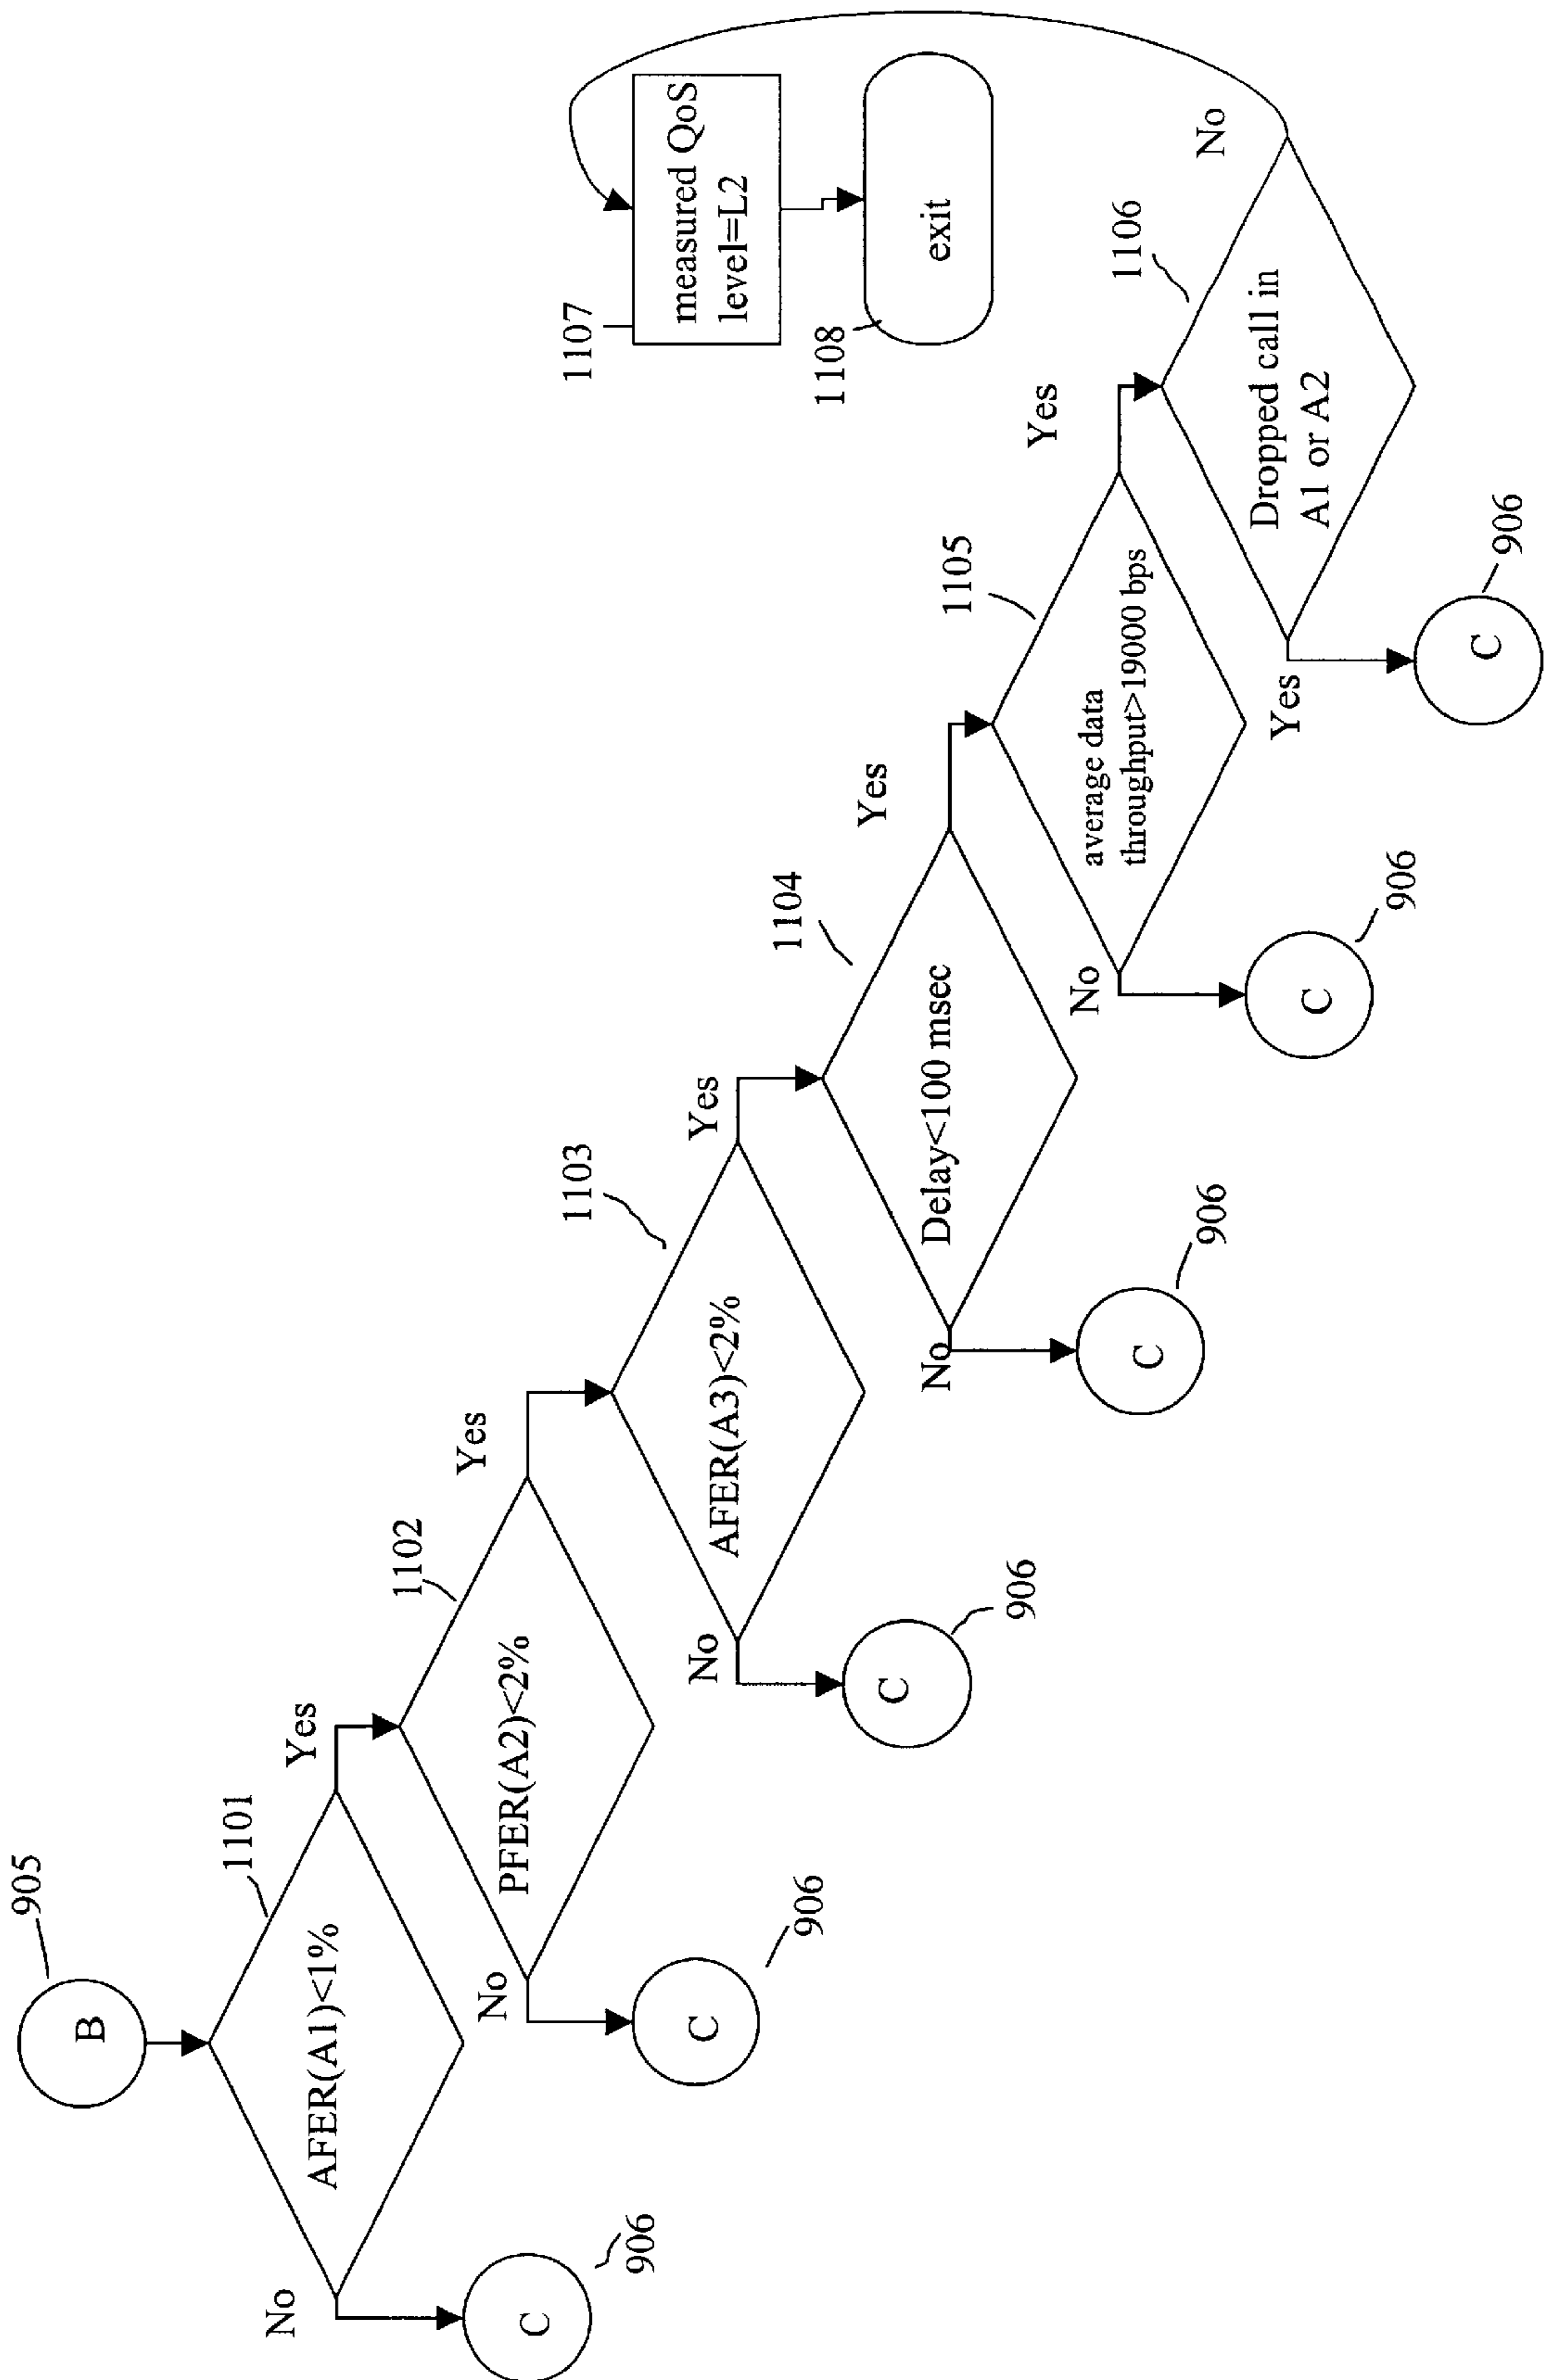 905
B
1101
AFER(A1)<1%
Yes
No
C
906
1102
PFER(A2)<2%
Yes
No
C
906
1103
AFER(A3)<2%
Yes
No
C
906
1104
Delay<100 msec
Yes
No
C
906
1105
average data
throughput>19000 bps
Yes
No
C
906
1106
Dropped call in
A1 or A2
No
Yes
C
906
1107
measured QoS
level=L2
1108
exit